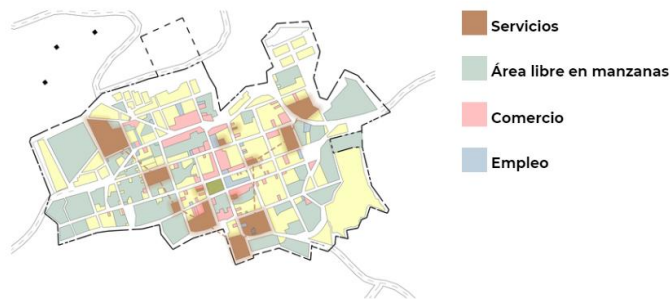 Servicios
Área libre en manzanas
Comercio
Empleo